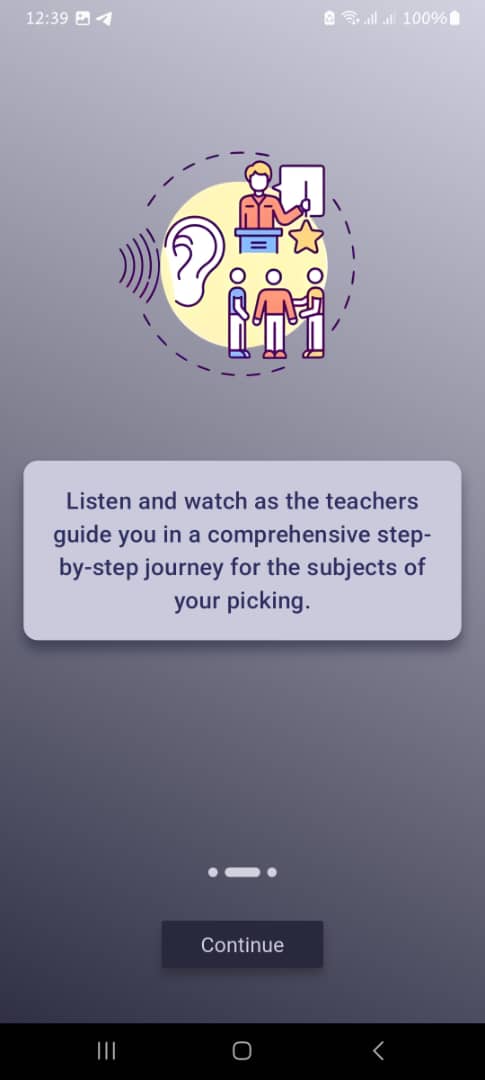 12:39 100%
Listen and watch as the teachers
guide you in a comprehensive step-
by-step journey for the subjects of
your picking.
Continue